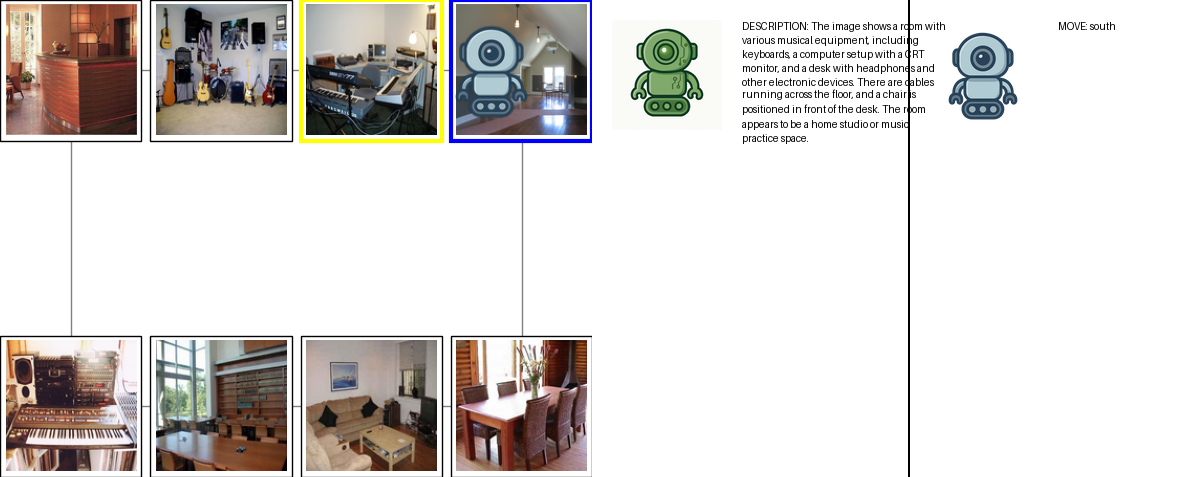 DESCRIPTION: The image shows a room with
various musical equipment, including
keyboards, a computer setup with a CRT
monitor, and a desk with headphones and
other electronic devices. There are cables
running across the floor, and a chair is
positioned in front of the desk. The room
appears to be a home studio or music
practice space.
MOVE: south